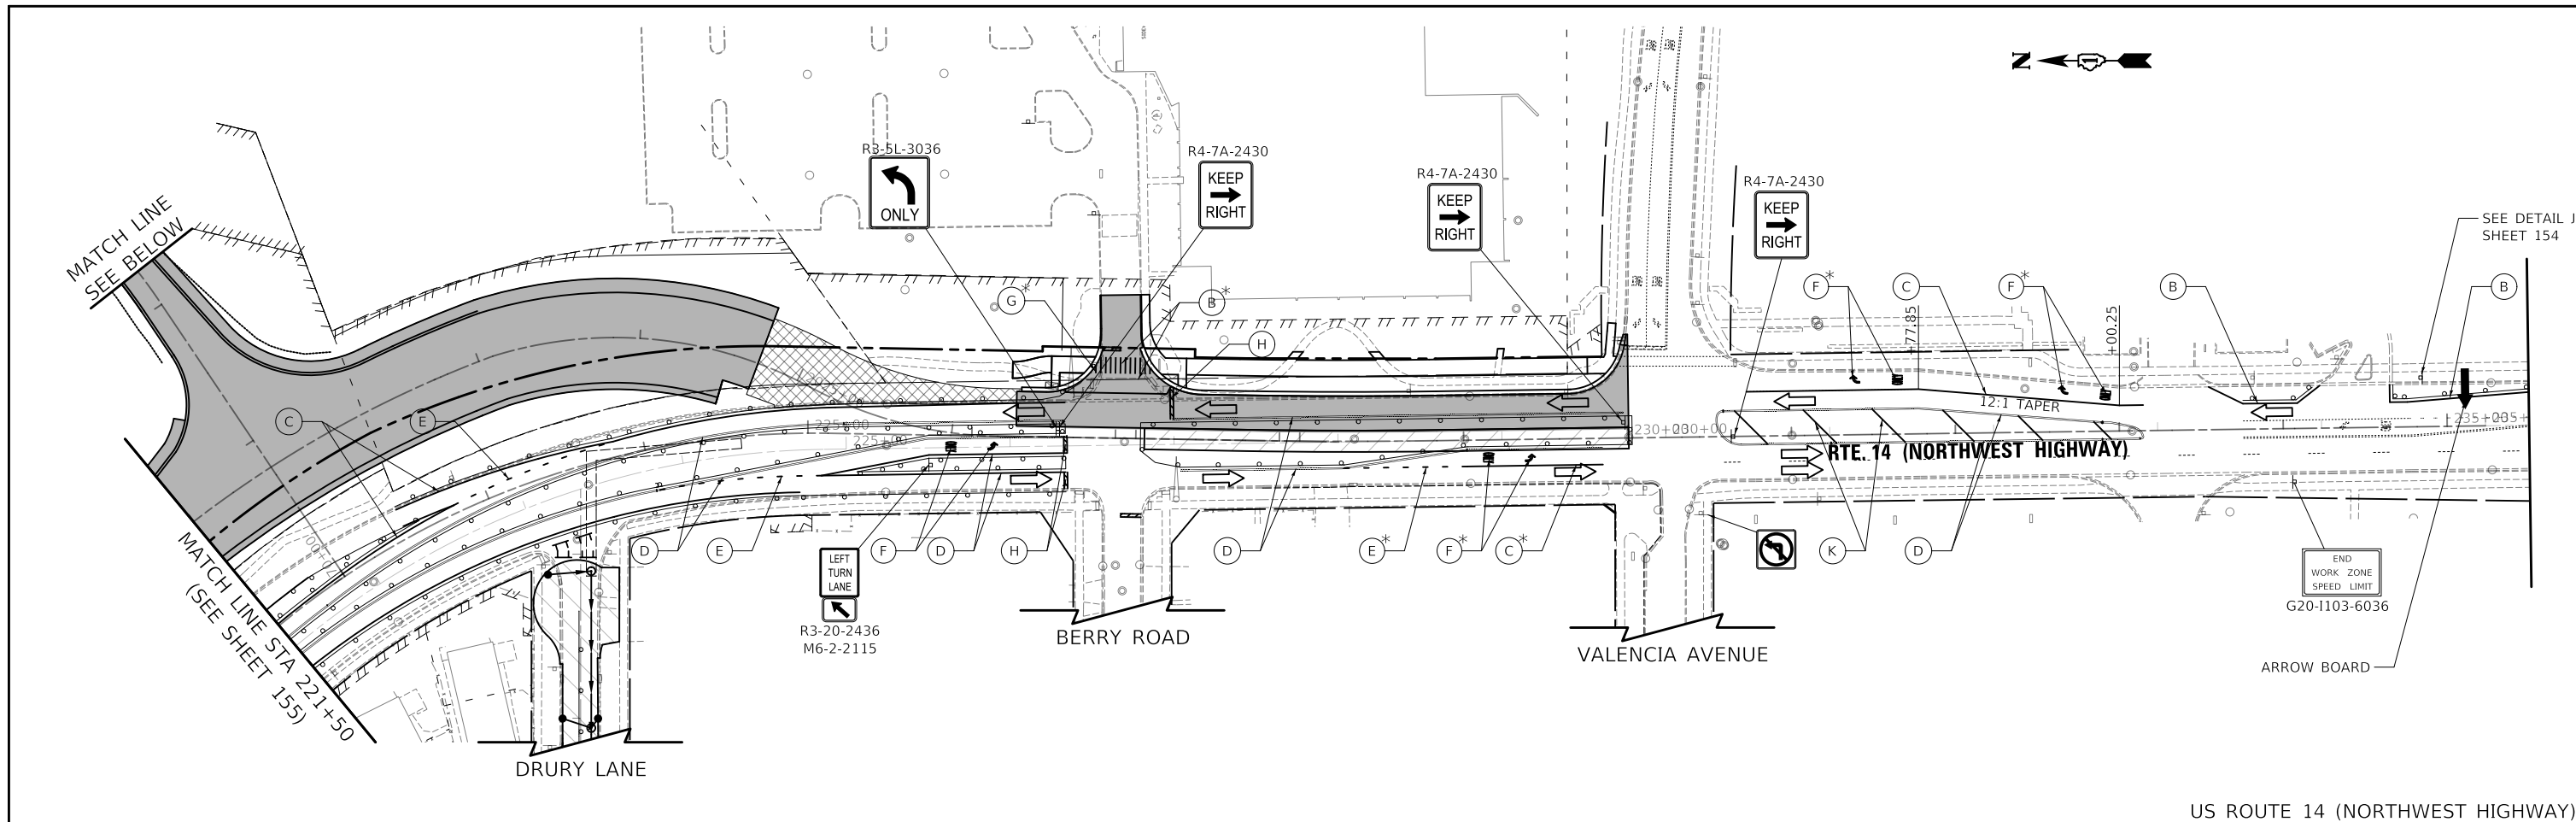 N
R3-5L-3036
ONLY
R4-7A-2430
KEEP
RIGHT
R4-7A-2430
KEEP
RIGHT
R4-7A-2430
KEEP
RIGHT
SEE DETAIL J
SHEET 154
MATCH LINE
SEE BELOW
G*
B*
H
F*
C
F*
B
B
+77.85
+00.25
12:1 TAPER
C
E
225+00
225+00
230+00
230+00
235+00
RTE. 14 (NORTHWEST HIGHWAY)
D
E
F
D
H
D
E*
F*
C*
K
D
LEFT
TURN
LANE
R3-20-2436
M6-2-2115
END
WORK ZONE
SPEED LIMIT
G20-I103-6036
MATCH LINE STA 221+50
(SEE SHEET 155)
BERRY ROAD
VALENCIA AVENUE
ARROW BOARD
DRURY LANE
US ROUTE 14 (NORTHWEST HIGHWAY)